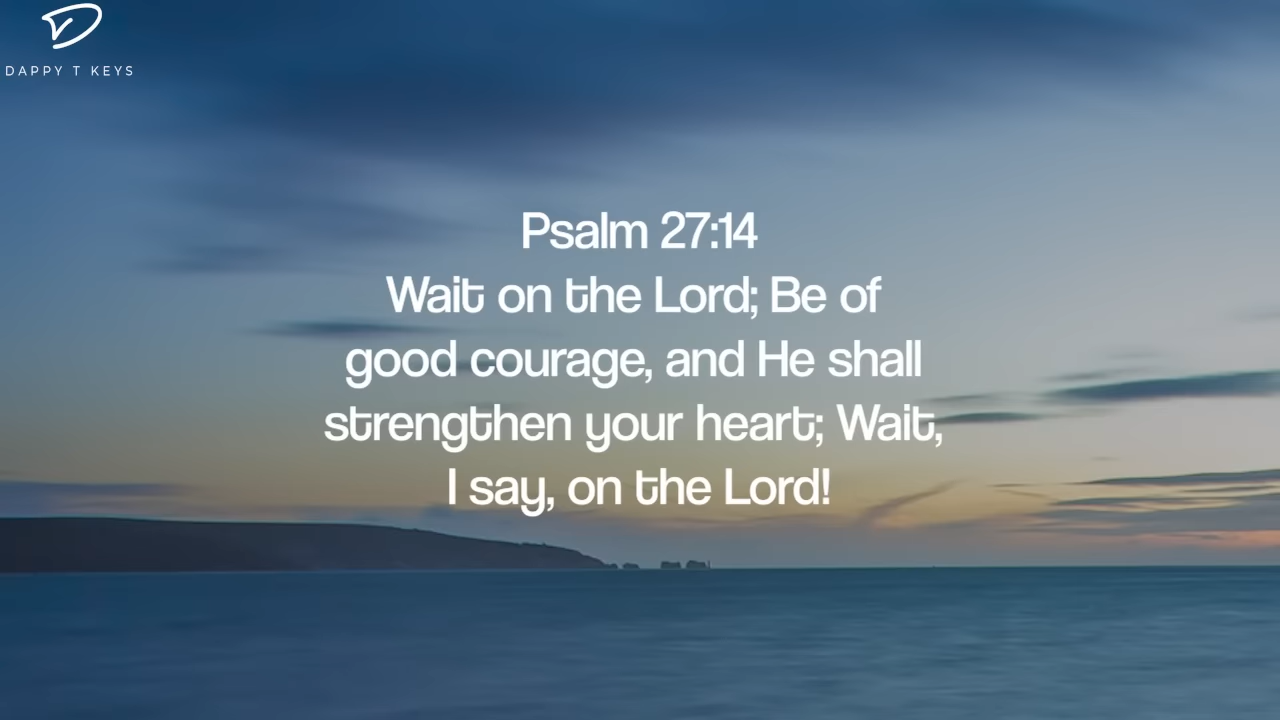 DAPPY T KEYS
Psalm 27:14
Wait on the Lord; Be of
good courage, and He shall
strengthen your heart; Wait,
I say, on the Lord!